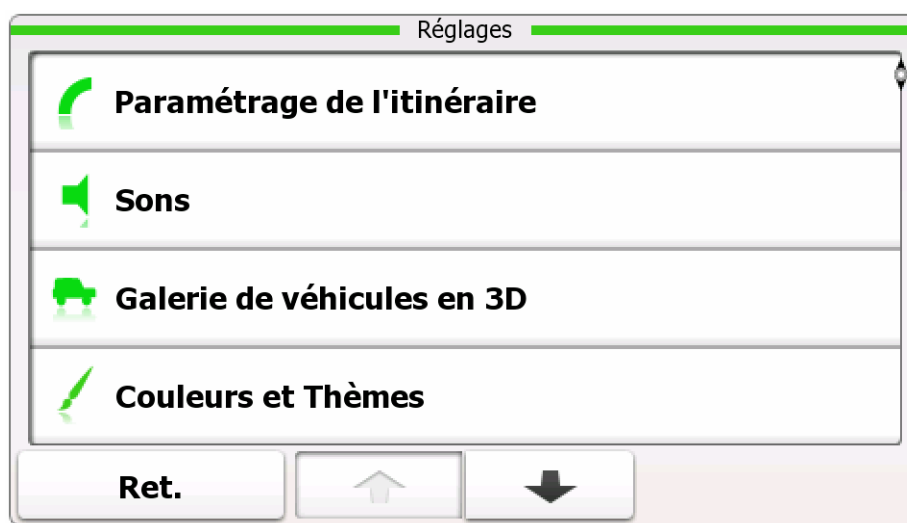 Réglages
Paramétrage de l'itinéraire
Sons
Galerie de véhicules en 3D
Couleurs et Thèmes
Ret.